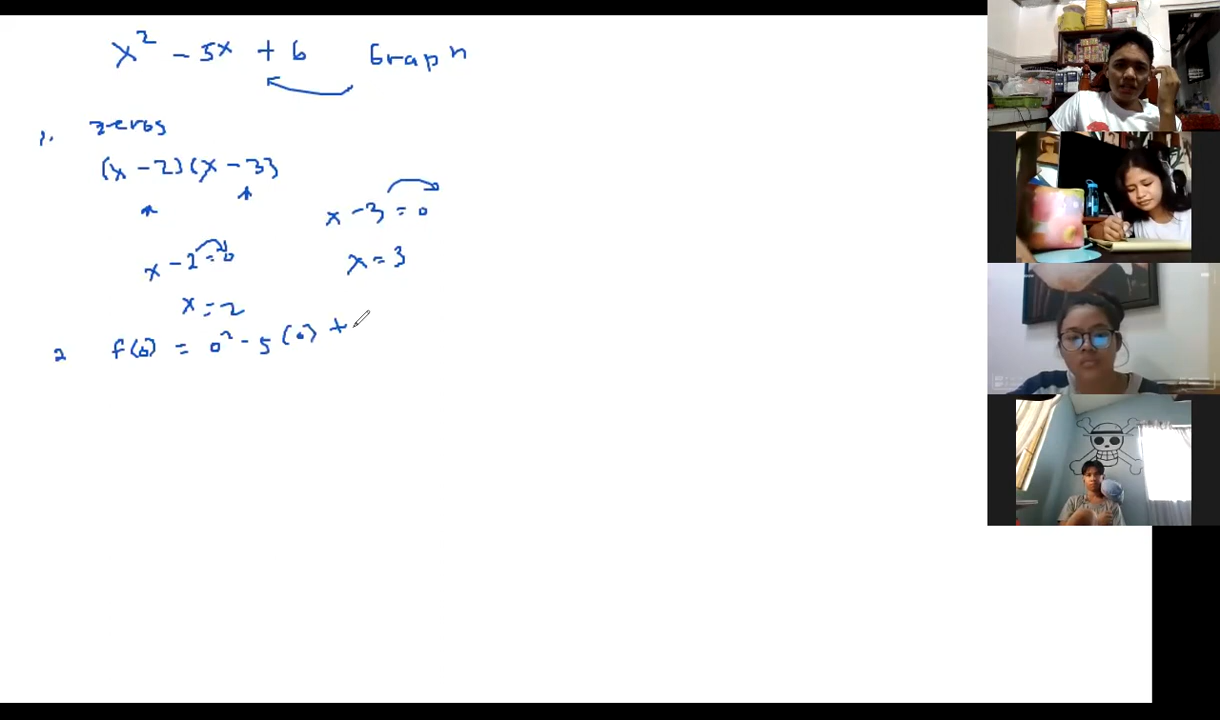 x² - 5x + 6 Graph
1. zeros
(x - 2)(x - 3)
x - 3 = 0
x - 2 = 0
x = 3
x = 2
2 f(0) = 0² - 5(0) +